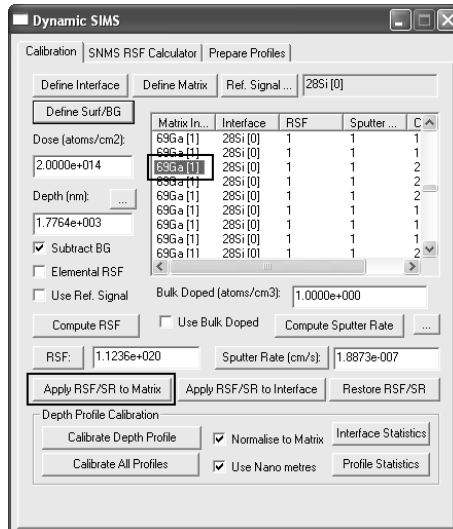 Dynamic SIMS
Calibration SNMS RSF Calculator Prepare Profiles
Define Interface Define Matrix Ref. Signal ... 28Si [0]
Define Surf/BG
Matrix In... Interface RSF Sputter ... C
Dose (atoms/cm2):
69Ga [1] 28Si [0] 1 1 1
69Ga [1] 28Si [0] 1 1 1
2.0000e+014
69Ga [1] 28Si [0] 1 1 2
69Ga [1] 28Si [0] 1 1 2
Depth (nm): ...
69Ga [1] 28Si [0] 1 1 1
69Ga [1] 28Si [0] 1 1 1
1.7764e+003
69Ga [1] 28Si [0] 1 1 1
69Ga [1] 28Si [0] 1 1 2
Subtract BG
Elemental RSF
Use Ref. Signal Bulk Doped (atoms/cm3): 1.0000e+000
Compute RSF Use Bulk Doped Compute Sputter Rate ...
RSF: 1.1236e+020 Sputter Rate (cm/s): 1.8873e-007
Apply RSF/SR to Matrix Apply RSF/SR to Interface Restore RSF/SR
Depth Profile Calibration
Calibrate Depth Profile Normalise to Matrix Interface Statistics
Calibrate All Profiles Use Nano metres Profile Statistics